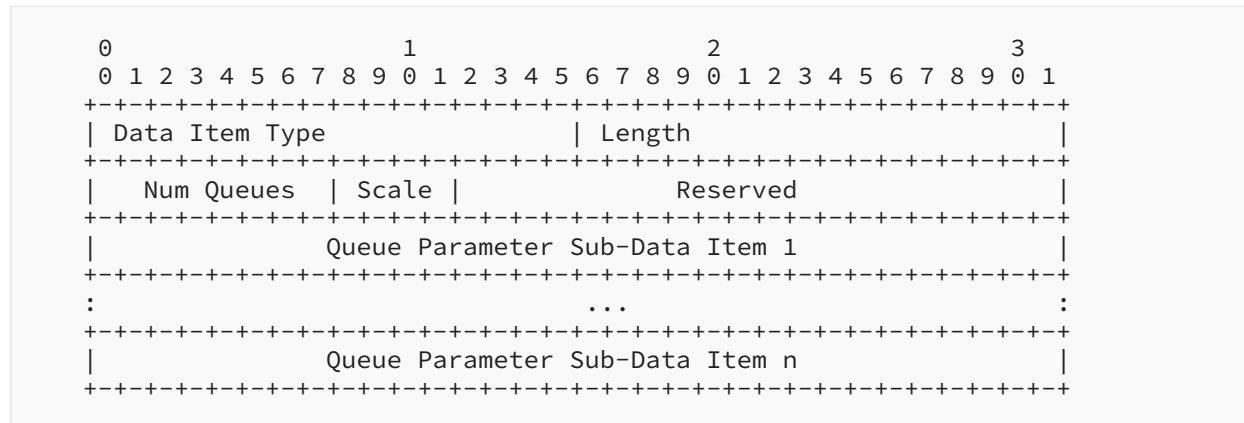 0                   1                   2                   3
 0 1 2 3 4 5 6 7 8 9 0 1 2 3 4 5 6 7 8 9 0 1 2 3 4 5 6 7 8 9 0 1
+-+-+-+-+-+-+-+-+-+-+-+-+-+-+-+-+-+-+-+-+-+-+-+-+-+-+-+-+-+-+-+-+
| Data Item Type                | Length                        |
+-+-+-+-+-+-+-+-+-+-+-+-+-+-+-+-+-+-+-+-+-+-+-+-+-+-+-+-+-+-+-+-+
|   Num Queues  | Scale |              Reserved                 |
+-+-+-+-+-+-+-+-+-+-+-+-+-+-+-+-+-+-+-+-+-+-+-+-+-+-+-+-+-+-+-+-+
|               Queue Parameter Sub-Data Item 1                 |
+-+-+-+-+-+-+-+-+-+-+-+-+-+-+-+-+-+-+-+-+-+-+-+-+-+-+-+-+-+-+-+-+
:                                ...                            :
+-+-+-+-+-+-+-+-+-+-+-+-+-+-+-+-+-+-+-+-+-+-+-+-+-+-+-+-+-+-+-+-+
|               Queue Parameter Sub-Data Item n                 |
+-+-+-+-+-+-+-+-+-+-+-+-+-+-+-+-+-+-+-+-+-+-+-+-+-+-+-+-+-+-+-+-+